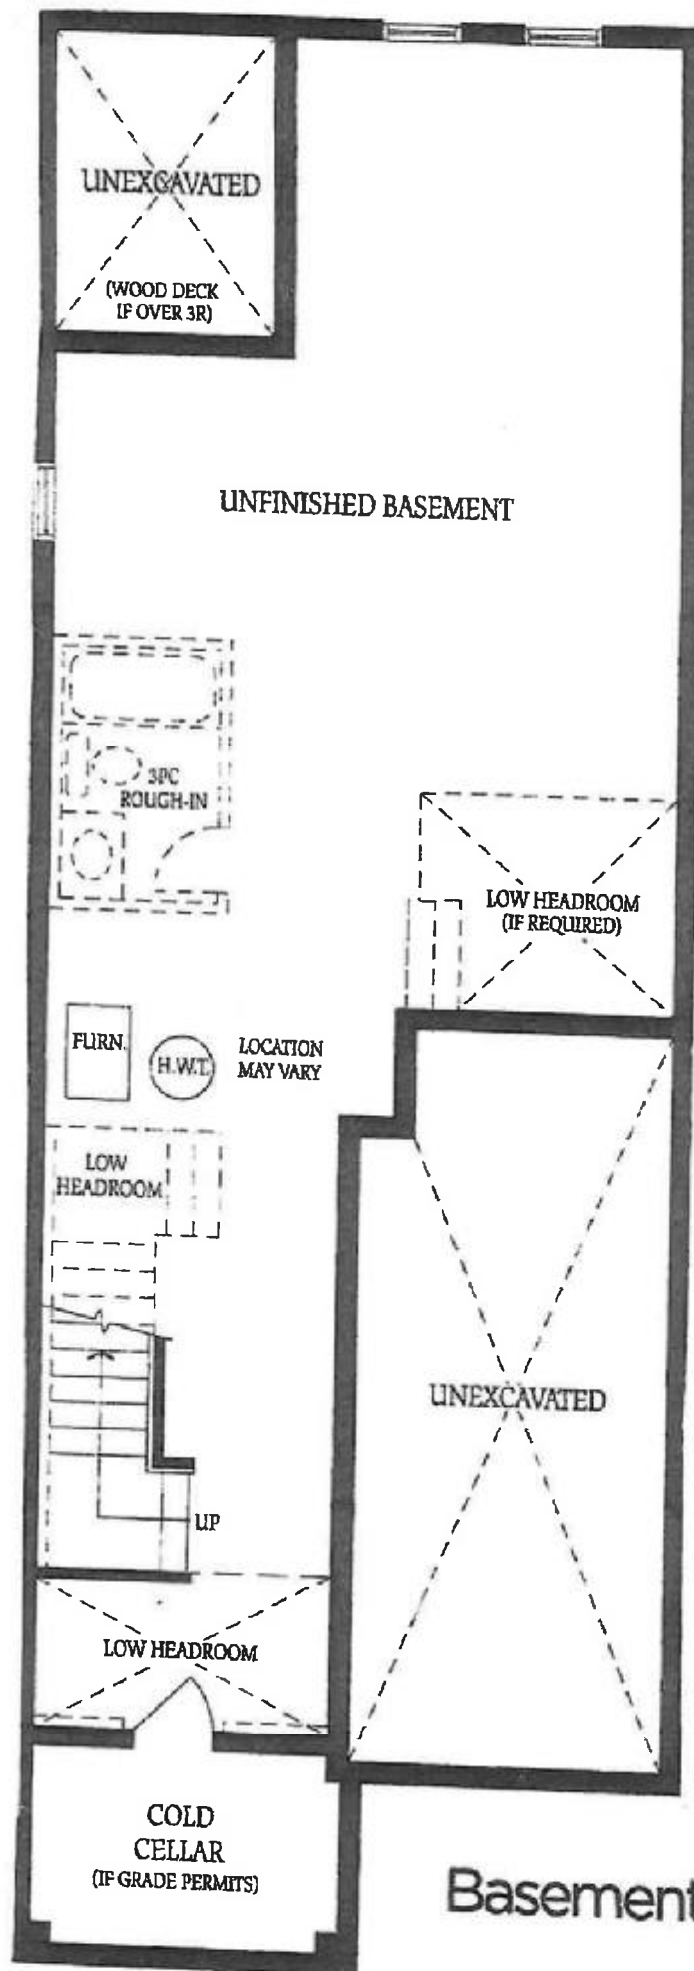 UNEXCAVATED
(WOOD DECK
IF OVER 3R)
UNFINISHED BASEMENT
3PC
ROUGH-IN
LOW HEADROOM
(IF REQUIRED)
FURN.
H.W.T.
LOCATION
MAY VARY
LOW
HEADROOM
UNEXCAVATED
UP
LOW HEADROOM
COLD
CELLAR
(IF GRADE PERMITS)
Basement